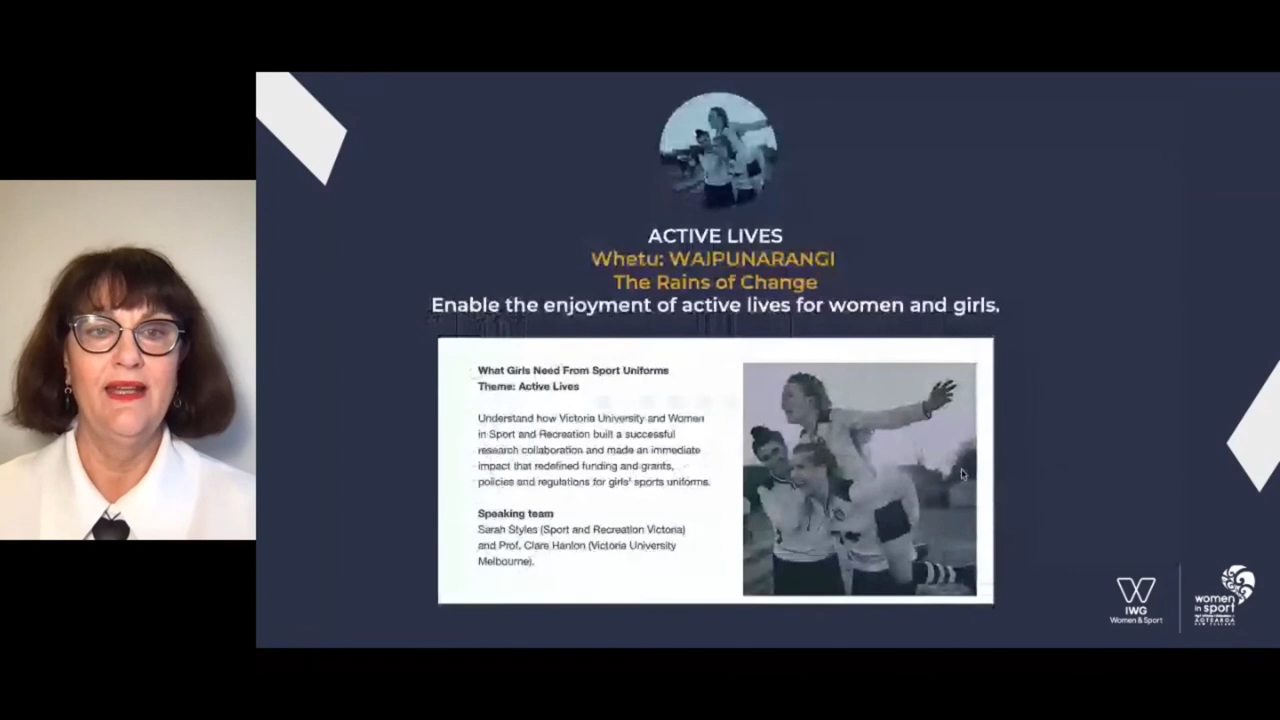 ACTIVE LIVES
Whetu: WAIPUNARANGI
The Rains of Change
Enable the enjoyment of active lives for women and girls.
What Girls Need From Sport Uniforms
Theme: Active Lives
Understand how Victoria University and Women
in Sport and Recreation built a successful
research collaboration and made an immediate
impact that redefined funding and grants,
policies and regulations for girls' sports uniforms.
Speaking team
Sarah Styles (Sport and Recreation Victoria)
and Prof. Clare Hanlon (Victoria University
Melbourne).
IWG
Women & Sport
women
in sport
AOTEAROA
NEW ZEALAND